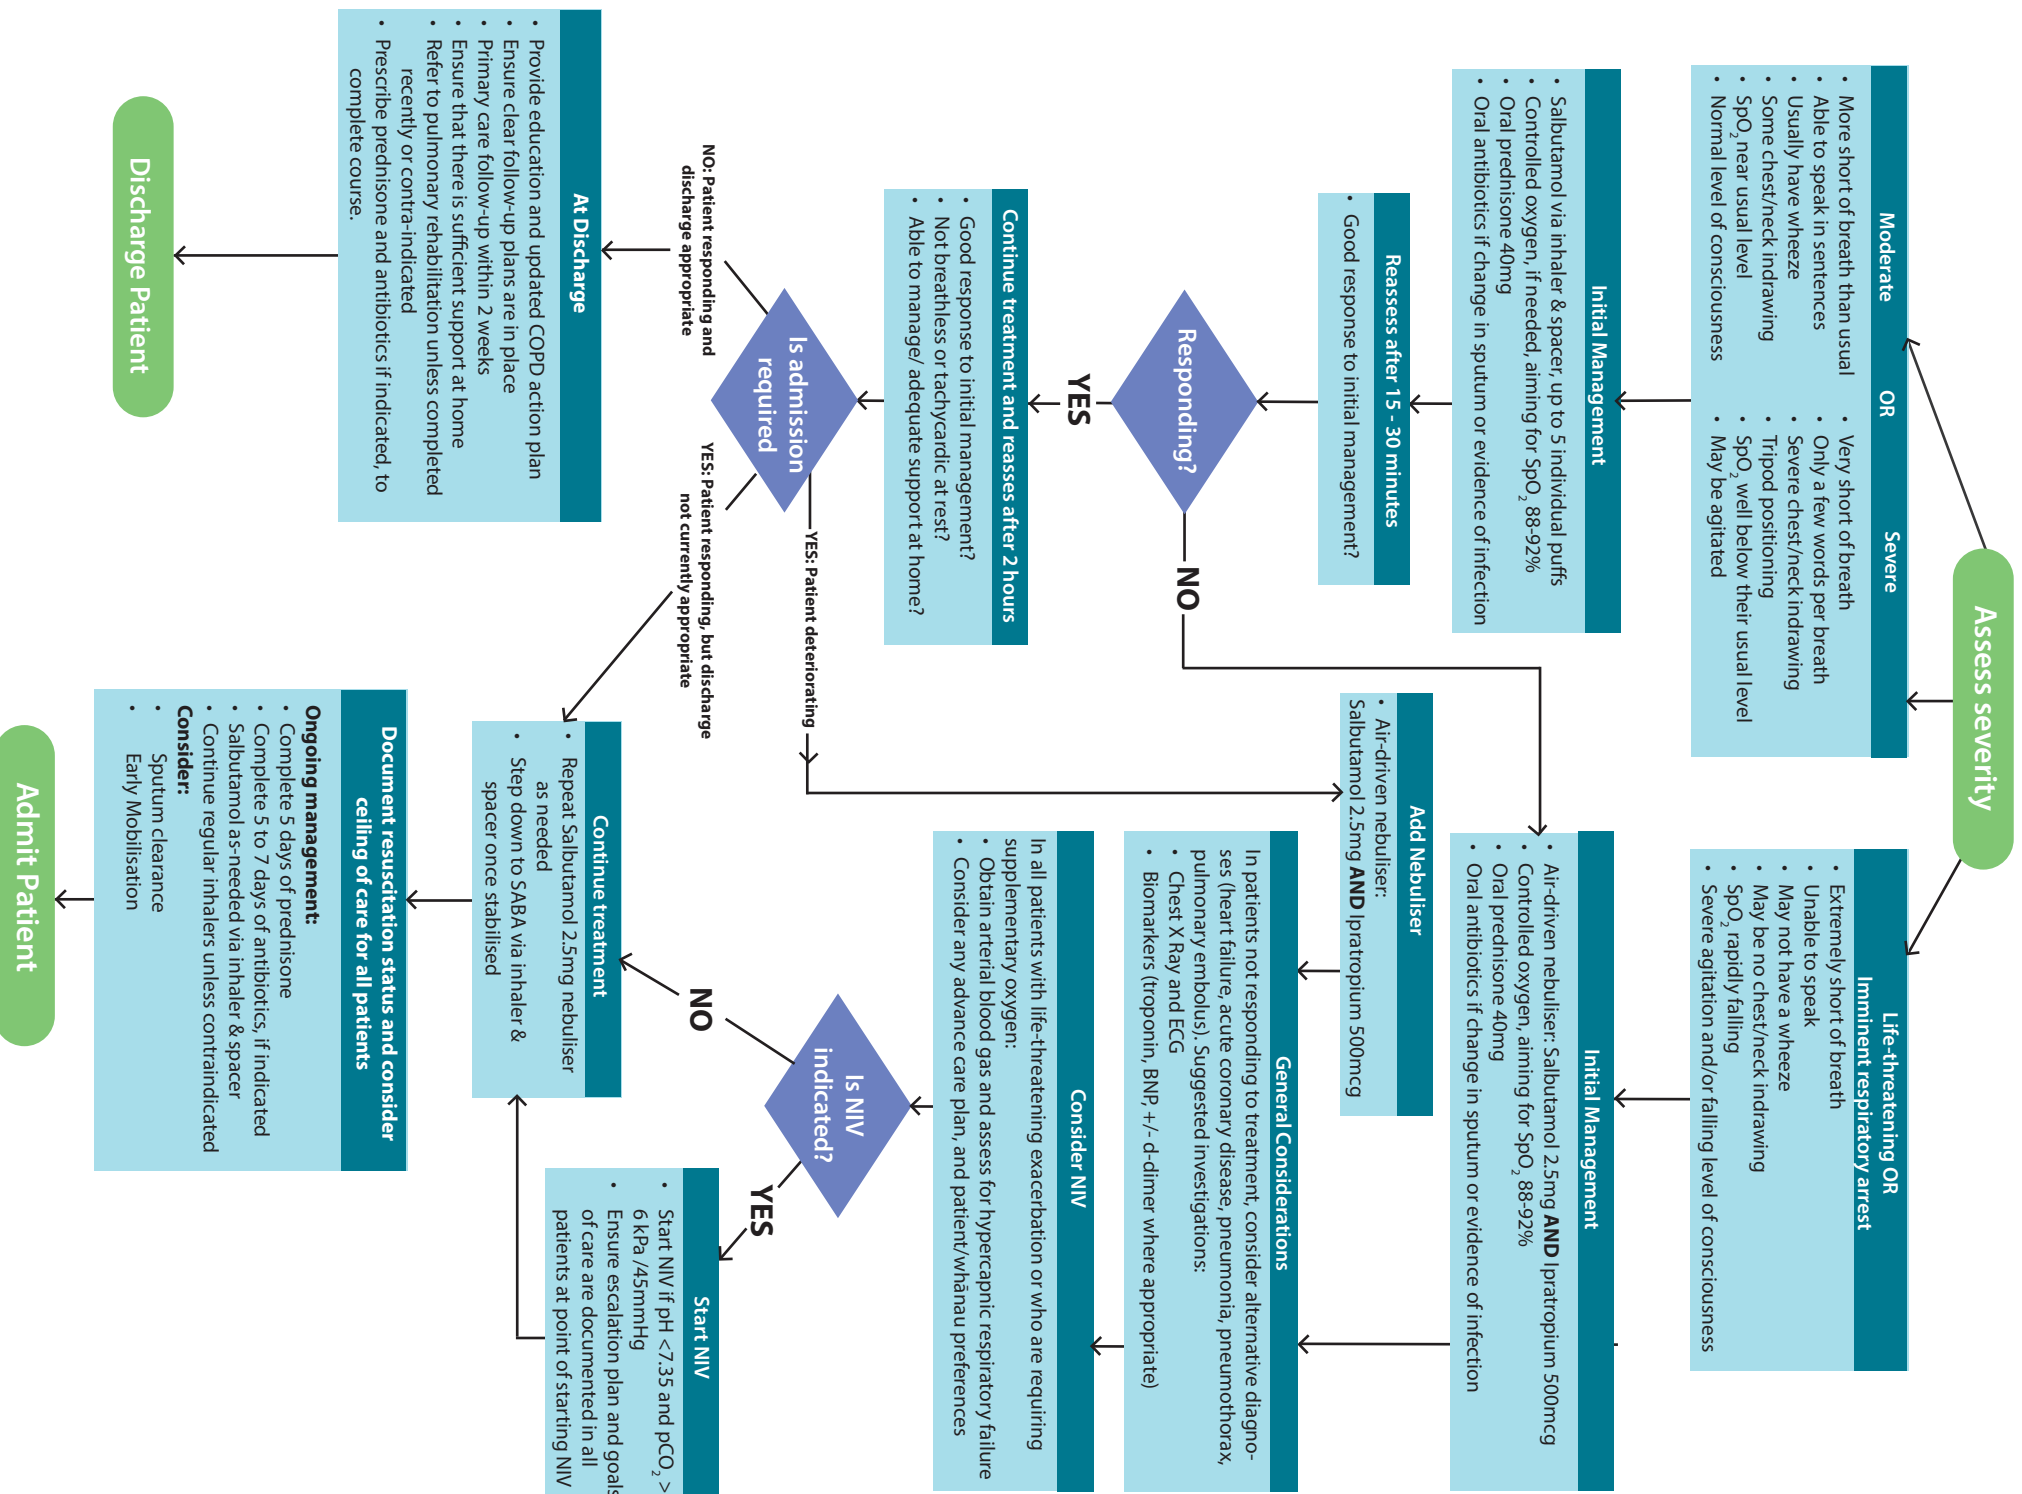 Assess severity
Moderate OR Severe
• More short of breath than usual
• Able to speak in sentences
• Usually have wheeze
• Some chest/neck indrawing
• SpO₂ near usual level
• Normal level of consciousness
• Very short of breath
• Only a few words per breath
• Severe chest/neck indrawing
• Tripod positioning
• SpO₂ well below their usual level
• May be agitated
Life-threatening OR
Imminent respiratory arrest
• Extremely short of breath
• Unable to speak
• May not have a wheeze
• May be no chest/neck indrawing
• SpO₂ rapidly falling
• Severe agitation and/or falling level of consciousness
Initial Management
• Salbutamol via inhaler & spacer, up to 5 individual puffs
• Controlled oxygen, if needed, aiming for SpO₂ 88-92%
• Oral prednisone 40mg
• Oral antibiotics if change in sputum or evidence of infection
Initial Management
• Air-driven nebuliser: Salbutamol 2.5mg AND Ipratropium 500mcg
• Controlled oxygen, aiming for SpO₂ 88-92%
• Oral prednisone 40mg
• Oral antibiotics if change in sputum or evidence of infection
Reassess after 15 - 30 minutes
• Good response to initial management?
Add Nebuliser
• Air-driven nebuliser:
Salbutamol 2.5mg AND Ipratropium 500mcg
Responding?
NO
YES
General Considerations
In patients not responding to treatment, consider alternative diagno-
ses (heart failure, acute coronary disease, pneumonia, pneumothorax,
pulmonary embolus). Suggested investigations:
• Chest X Ray and ECG
• Biomarkers (troponin, BNP, +/- d-dimer where appropriate)
Continue treatment and reasses after 2 hours
• Good response to initial management?
• Not breathless or tachycardic at rest?
• Able to manage/ adequate support at home?
Consider NIV
In all patients with life-threatening exacerbation or who are requiring
supplementary oxygen:
• Obtain arterial blood gas and assess for hypercapnic respiratory failure
• Consider any advance care plan, and patient/whānau preferences
Is admission
required
YES: Patient deteriorating
NO: Patient responding and
discharge appropriate
YES: Patient responding, but discharge
not currently appropriate
Is NIV
indicated?
NO
YES
At Discharge
• Provide education and updated COPD action plan
• Ensure clear follow-up plans are in place
• Primary care follow-up within 2 weeks
• Ensure that there is sufficient support at home
• Refer to pulmonary rehabilitation unless completed
recently or contra-indicated
• Prescribe prednisone and antibiotics if indicated, to
complete course.
Continue treatment
• Repeat Salbutamol 2.5mg nebuliser
as needed
• Step down to SABA via inhaler &
spacer once stabilised
Start NIV
• Start NIV if pH <7.35 and pCO₂ >
6 kPa /45mmHg
• Ensure escalation plan and goals
of care are documented in all
patients at point of starting NIV
Document resuscitation status and consider
ceiling of care for all patients
Ongoing management:
• Complete 5 days of prednisone
• Complete 5 to 7 days of antibiotics, if indicated
• Salbutamol as-needed via inhaler & spacer
• Continue regular inhalers unless contraindicated
Consider:
• Sputum clearance
• Early Mobilisation
Discharge Patient
Admit Patient